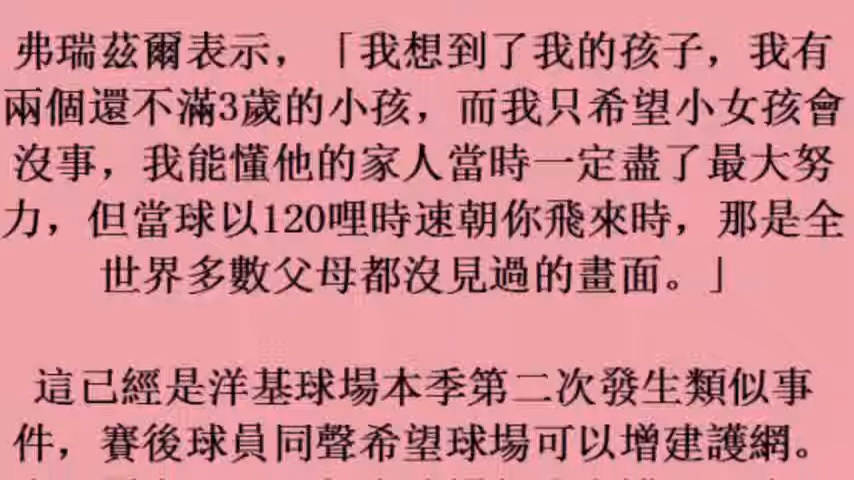 弗瑞茲爾表示，「我想到了我的孩子，我有
兩個還不滿3歲的小孩，而我只希望小女孩會
沒事，我能懂他的家人當時一定盡了最大努
力，但當球以120哩時速朝你飛來時，那是全
世界多數父母都沒見過的畫面。」
這已經是洋基球場本季第二次發生類似事
件，賽後球員同聲希望球場可以增建護網。